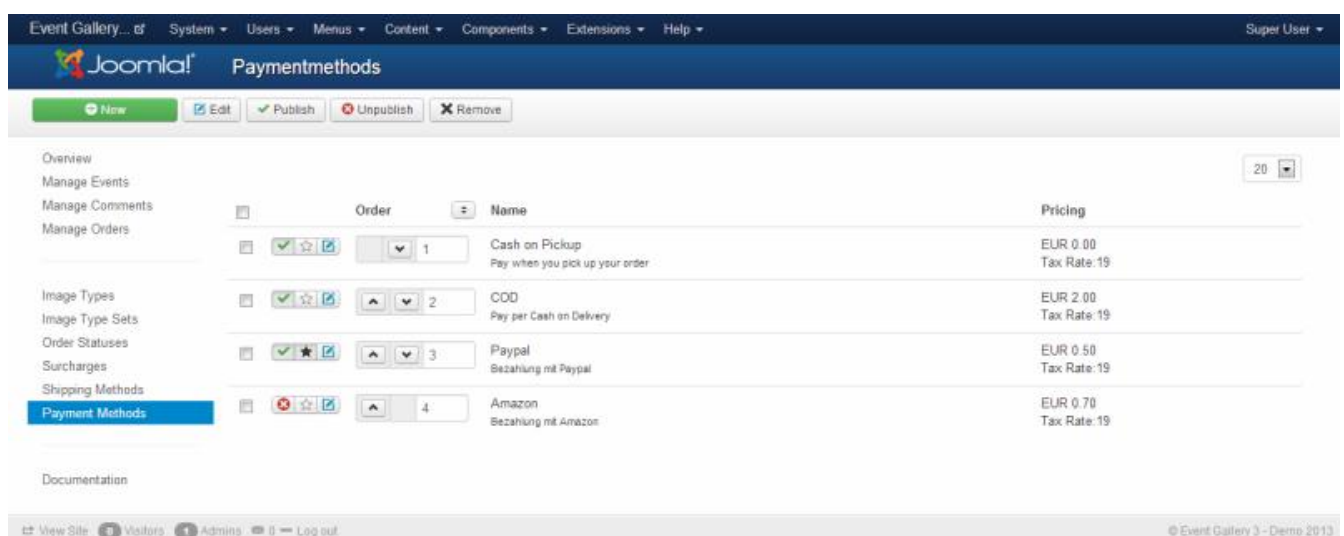 Event Gallery... System Users Menus Content Components Extensions Help Super User
Joomla! Paymentmethods
New Edit Publish Unpublish Remove
Overview
Manage Events
Manage Comments
Manage Orders
Image Types
Image Type Sets
Order Statuses
Surcharges
Shipping Methods
Payment Methods
Documentation
20
Order Name Pricing
1 Cash on Pickup EUR 0.00
Pay when you pick up your order Tax Rate:19
2 COD EUR 2.00
Pay per Cash on Delivery Tax Rate:19
3 Paypal EUR 0.50
Bezahlung mit Paypal Tax Rate:19
4 Amazon EUR 0.70
Bezahlung mit Amazon Tax Rate:19
View Site Visitors 1 Admins 0 Log out © Event Gallery 3 - Demo 2013